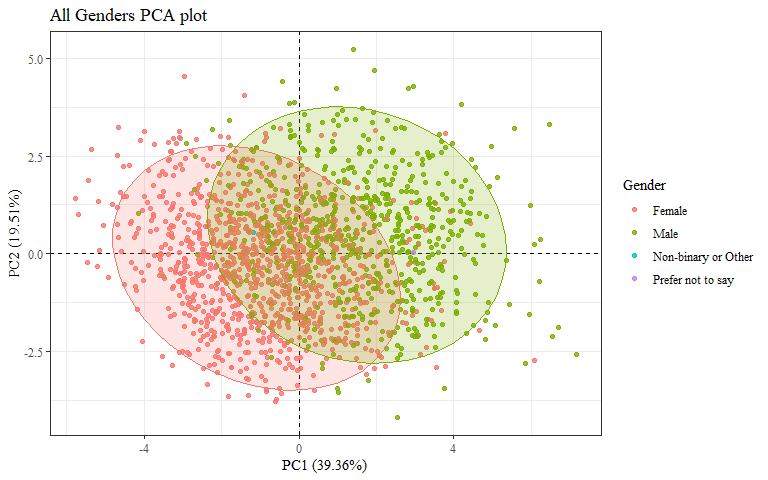 All Genders PCA plot
5.0
2.5
0.0
-2.5
PC2 (19.51%)
-4
0
4
PC1 (39.36%)
Gender
Female
Male
Non-binary or Other
Prefer not to say